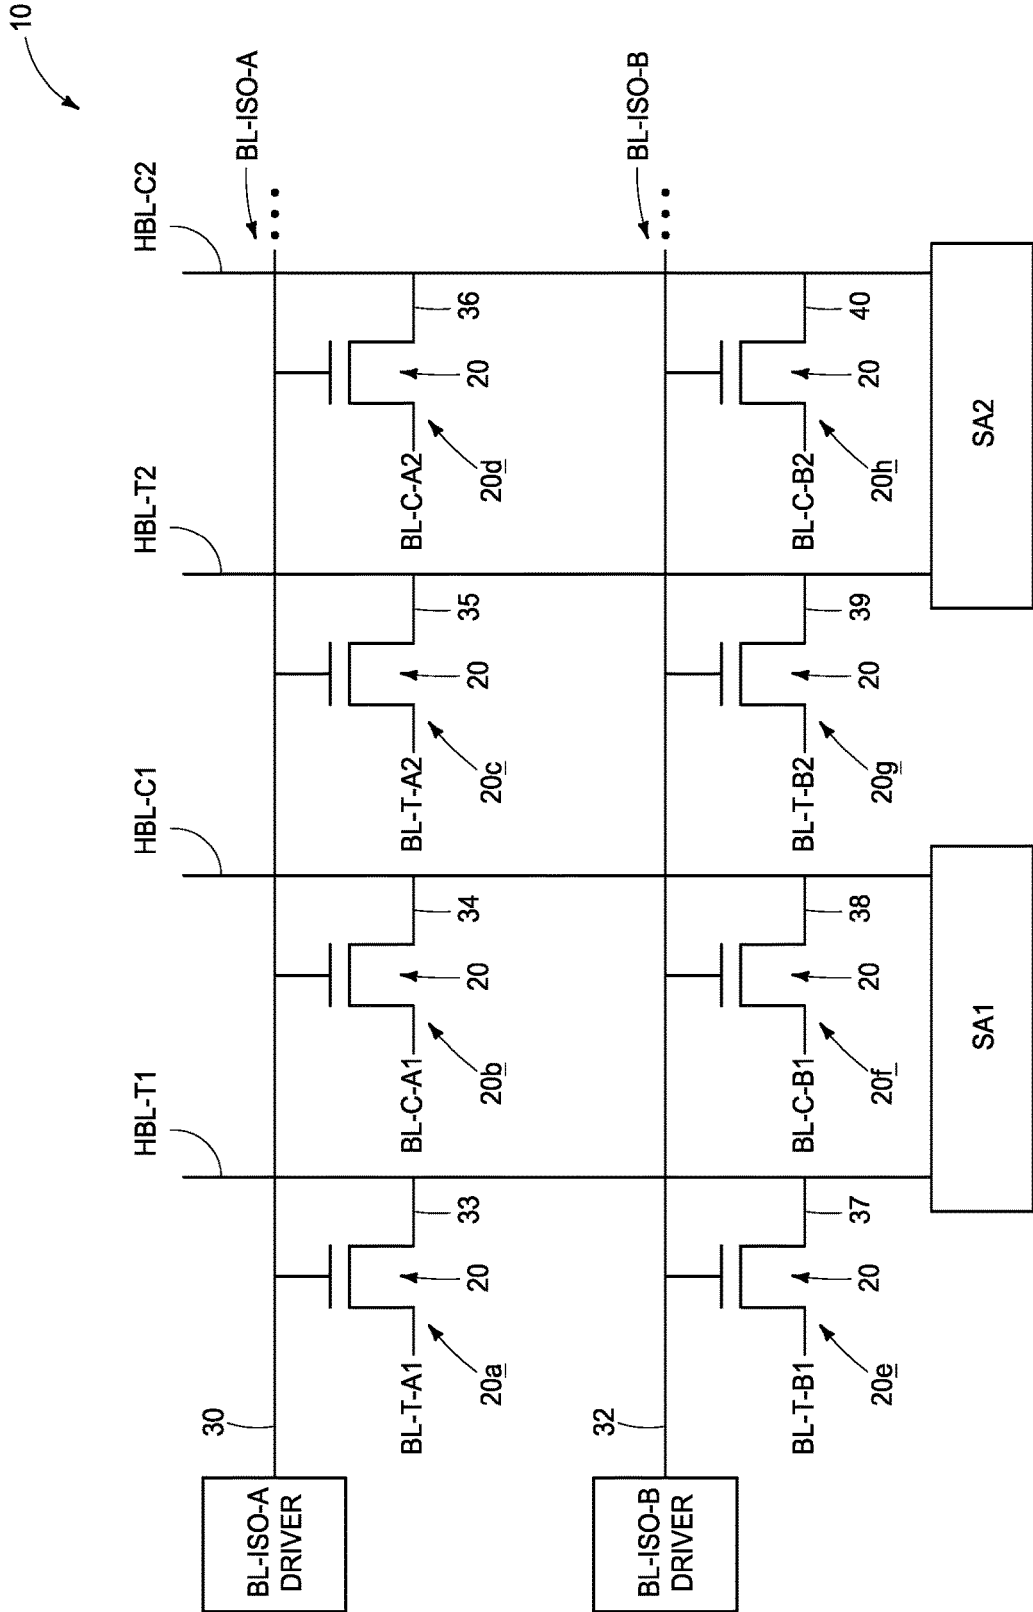 10
HBL-T1
HBL-C1
HBL-T2
HBL-C2
BL-ISO-A
BL-ISO-A
DRIVER
30
33
34
35
36
20
20
20
20
BL-T-A1
BL-C-A1
BL-T-A2
BL-C-A2
20a
20b
20c
20d
BL-ISO-B
BL-ISO-B
DRIVER
32
37
38
39
40
20
20
20
20
BL-T-B1
BL-C-B1
BL-T-B2
BL-C-B2
20e
20f
20g
20h
SA1
SA2